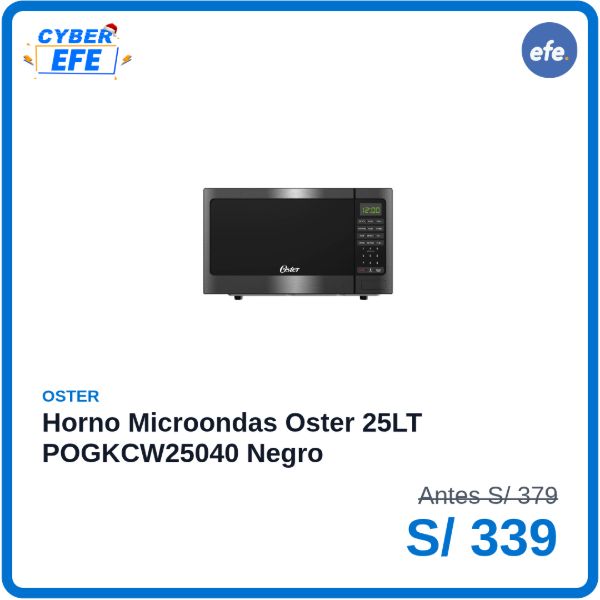 CYBER
EFE
efe.
12:00
Oster
OSTER
Horno Microondas Oster 25LT
POGKCW25040 Negro
Antes S/ 379
S/ 339